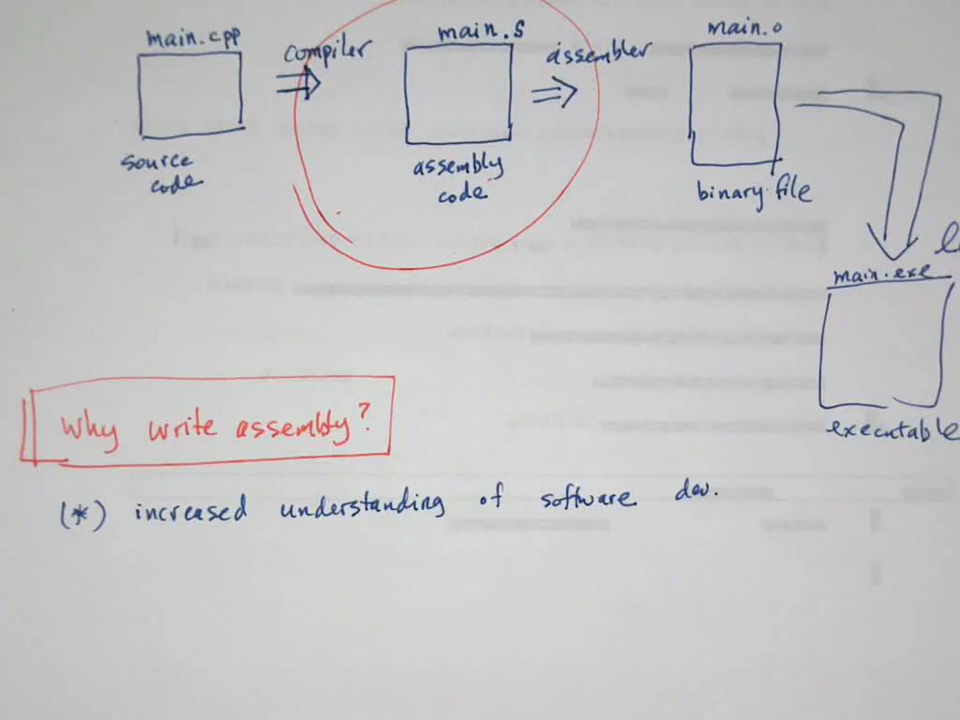 main.cpp
compiler
main.s
assembler
main.o
source
code
assembly
code
binary file
main.exe
executable
why write assembly?
(*) increased understanding of software dev.